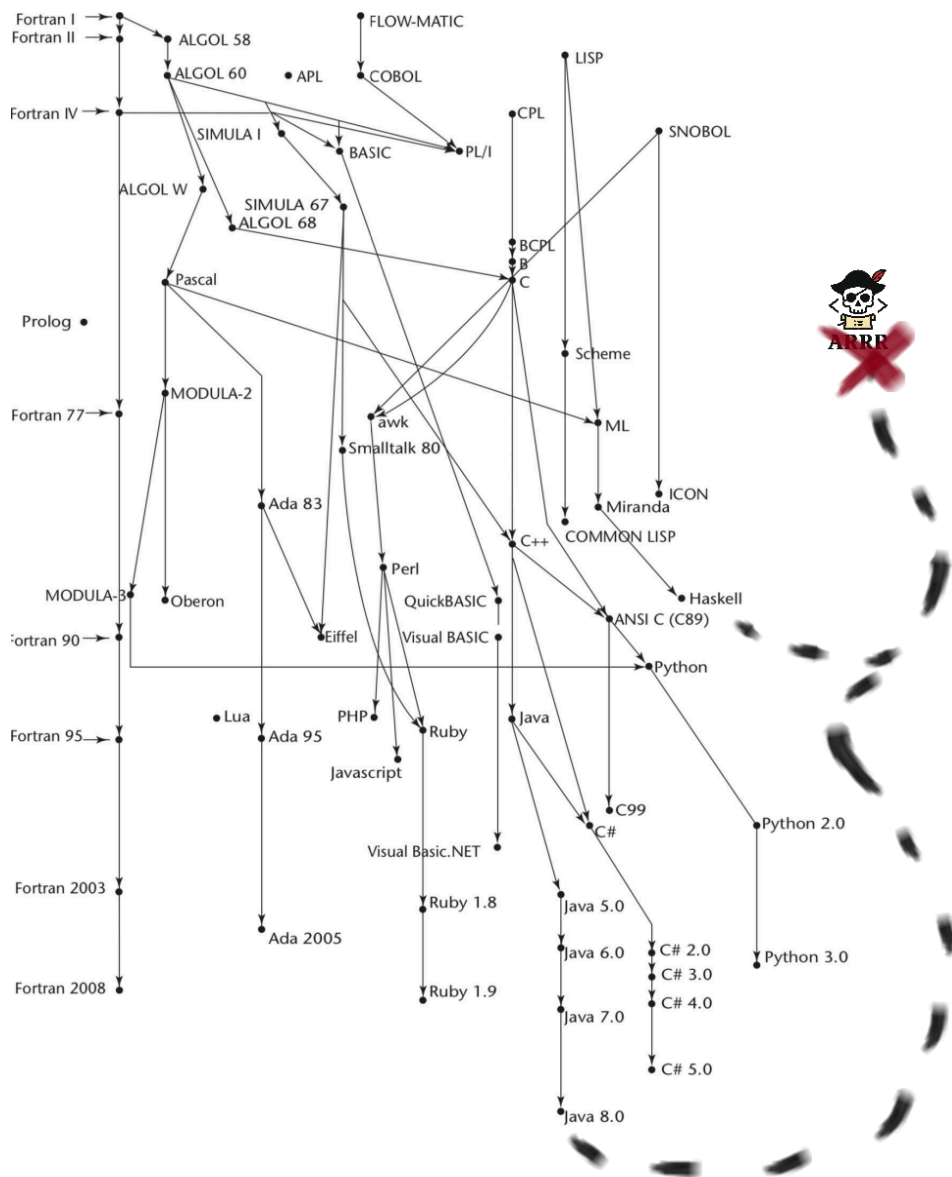 Fortran I
FLOW-MATIC
Fortran II
ALGOL 58
LISP
ALGOL 60
APL
COBOL
Fortran IV
CPL
SIMULA I
SNOBOL
BASIC
PL/I
ALGOL W
SIMULA 67
ALGOL 68
BCPL
B
C
Pascal
Prolog
ARRR
Scheme
MODULA-2
Fortran 77
awk
ML
Smalltalk 80
Ada 83
ICON
Miranda
COMMON LISP
C++
Perl
MODULA-3
Oberon
QuickBASIC
Haskell
ANSI C (C89)
Fortran 90
Eiffel
Visual BASIC
Python
Lua
PHP
Java
Fortran 95
Ada 95
Ruby
Javascript
C99
Python 2.0
C#
Visual Basic.NET
Fortran 2003
Ruby 1.8
Java 5.0
Ada 2005
Java 6.0
C# 2.0
Python 3.0
C# 3.0
Fortran 2008
Ruby 1.9
C# 4.0
Java 7.0
C# 5.0
Java 8.0